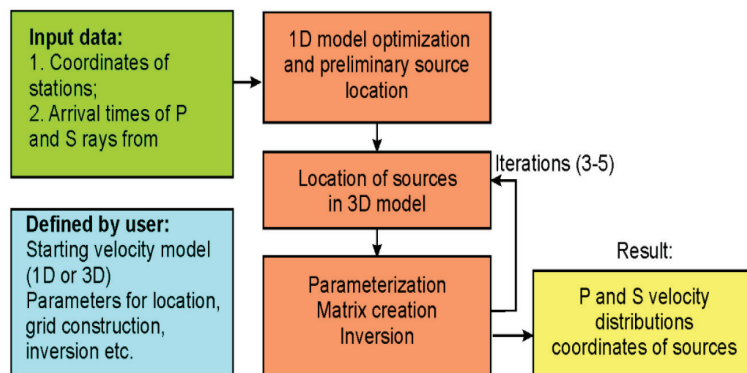 Input data:
1. Coordinates of
stations;
2. Arrival times of P
and S rays from
1D model optimization
and preliminary source
location
Iterations (3-5)
Location of sources
in 3D model
Defined by user:
Starting velocity model
(1D or 3D)
Parameters for location,
grid construction,
inversion etc.
Parameterization
Matrix creation
Inversion
Result:
P and S velocity
distributions
coordinates of sources